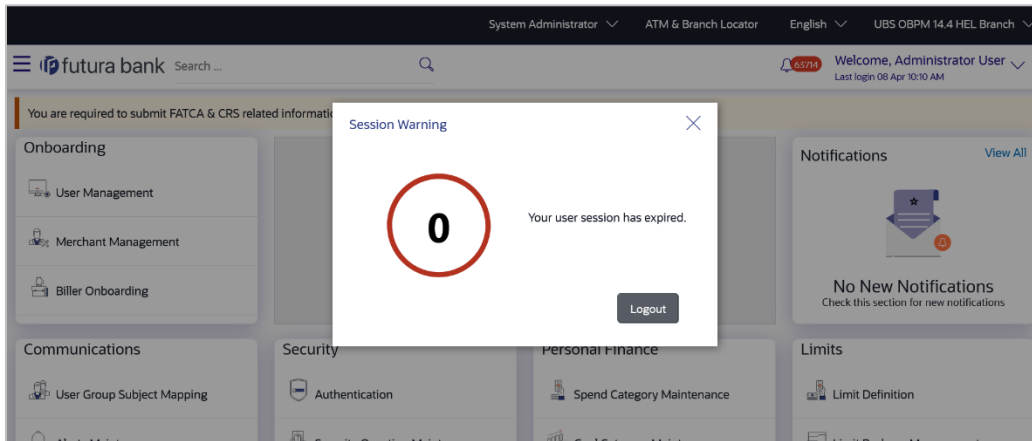 System Administrator
ATM & Branch Locator
English
UBS OBPM 14.4 HEL Branch
futura bank
Search ...
63714
Welcome, Administrator User
Last login 08 Apr 10:10 AM
You are required to submit FATCA & CRS related
Session Warning
0
Your user session has expired.
Logout
Onboarding
User Management
Merchant Management
Biller Onboarding
Notifications
View All
No New Notifications
Check this section for new notifications
Communications
User Group Subject Mapping
Security
Authentication
Personal Finance
Spend Category Maintenance
Limits
Limit Definition